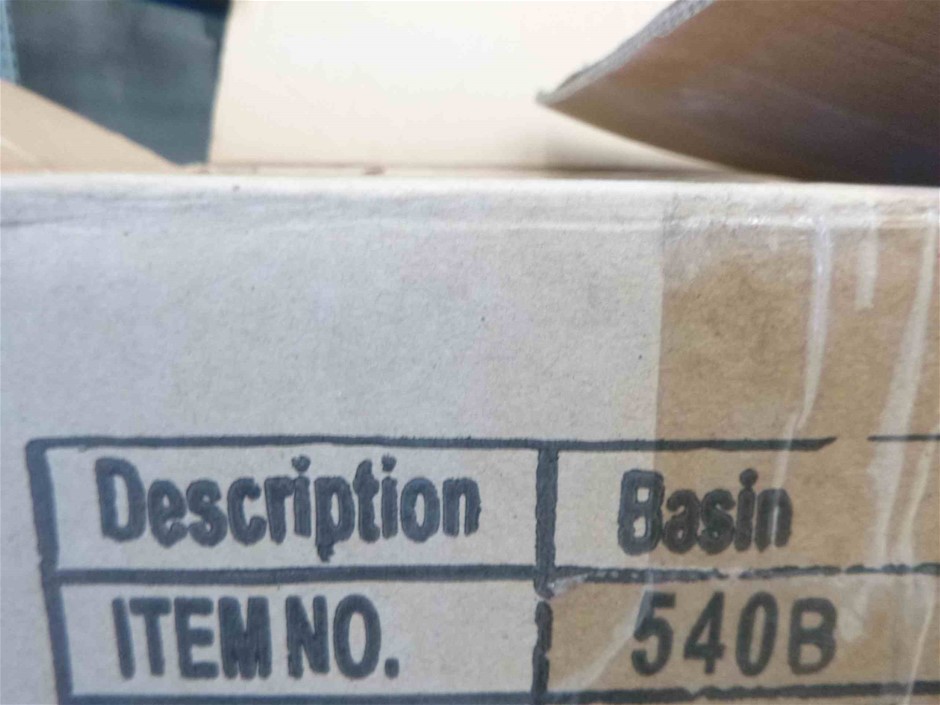 Description Basin
ITEM NO. 540B